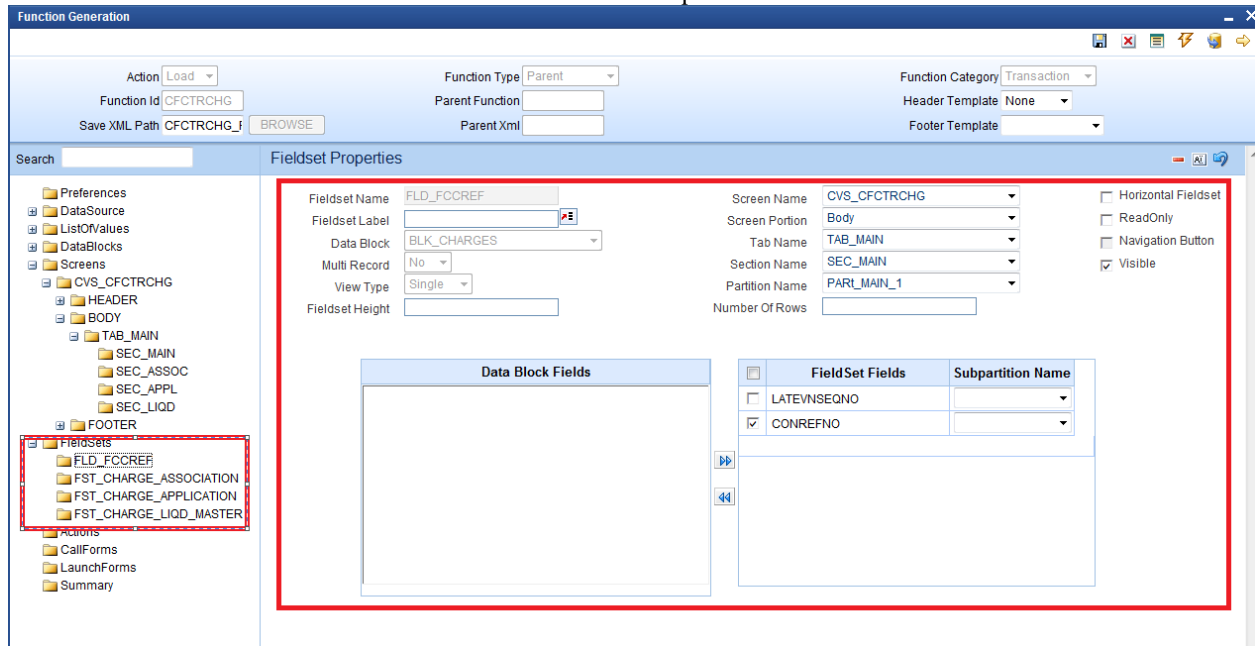 Function Generation
Action Load Function Type Parent Function Category Transaction
Function Id CFCTRCHG Parent Function Header Template None
Save XML Path CFCTRCHG_ BROWSE Parent Xml Footer Template
Search Fieldset Properties
Preferences
DataSource
ListOfValues
DataBlocks
Screens
CVS_CFCTRCHG
HEADER
BODY
TAB_MAIN
SEC_MAIN
SEC_ASSOC
SEC_APPL
SEC_LIQD
FOOTER
FieldSets
FLD_FCCREF
FST_CHARGE_ASSOCIATION
FST_CHARGE_APPLICATION
FST_CHARGE_LIQD_MASTER
Actions
CallForms
LaunchForms
Summary
Fieldset Name FLD_FCCREF Screen Name CVS_CFCTRCHG Horizontal Fieldset
Fieldset Label Screen Portion Body ReadOnly
Data Block BLK_CHARGES Tab Name TAB_MAIN Navigation Button
Multi Record No Section Name SEC_MAIN Visible
View Type Single Partition Name PARt_MAIN_1
Fieldset Height Number Of Rows
Data Block Fields FieldSet Fields Subpartition Name
LATEVNSEQNO
CONREFNO